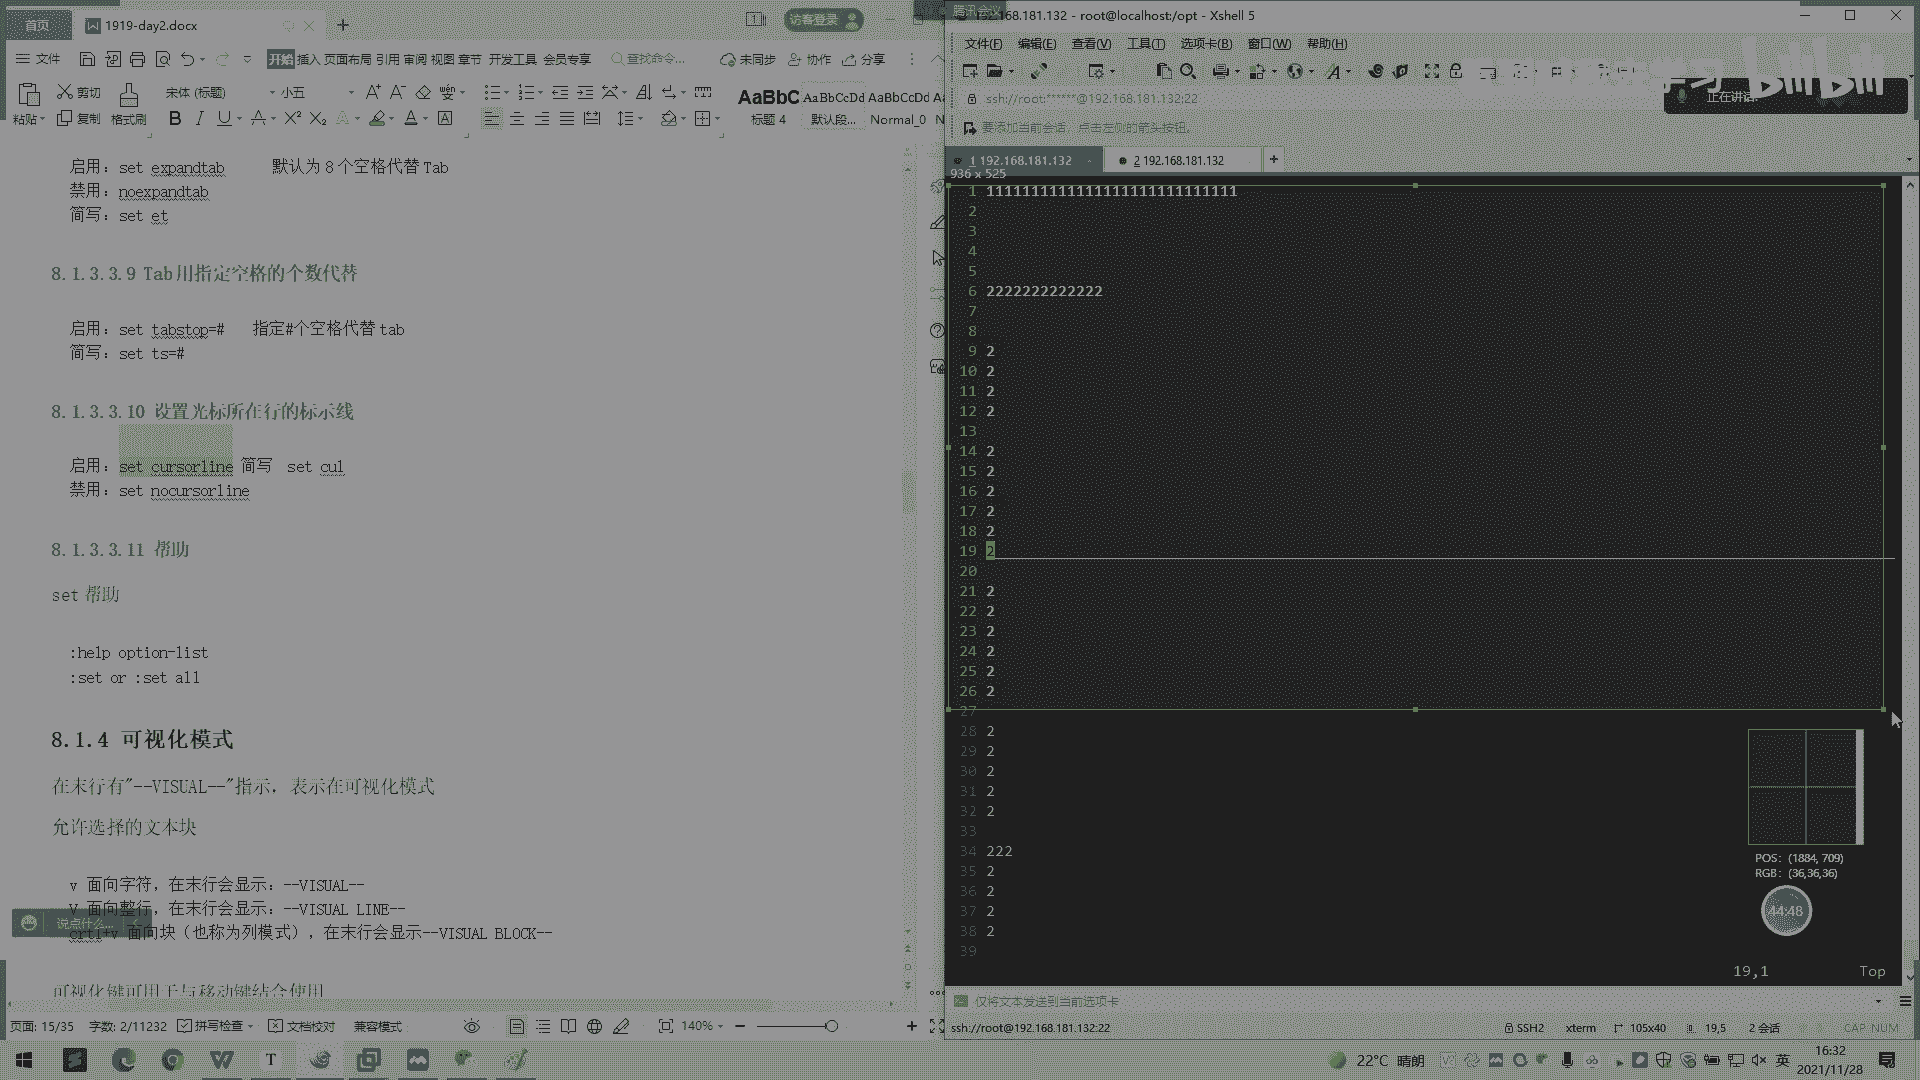 首页
1919-day2.docx
访客登录
文件
开始 插入 页面布局 引用 审阅 视图 章节 开发工具 会员专享
查找命令...
未同步
协作
分享
粘贴
剪切
复制
格式刷
宋体 (标题)
小五
AaBbC
AaBbCcDd
AaBbCcDd
标题 4
默认段...
Normal_0
启用：set expandtab 默认为 8 个空格代替 Tab
禁用：noexpandtab
简写：set et
8.1.3.3.9 Tab用指定空格的个数代替
启用：set tabstop=# 指定#个空格代替 tab
简写：set ts=#
8.1.3.3.10 设置光标所在行的标示线
启用：set cursorline 简写 set cul
禁用：set nocursorline
8.1.3.3.11 帮助
set 帮助
:help option-list
:set or :set all
8.1.4 可视化模式
在末行有"--VISUAL--"指示，表示在可视化模式
允许选择的文本块
v 面向字符，在末行会显示：--VISUAL--
V 面向整行，在末行会显示：--VISUAL LINE--
说点什么...
crtl+v 面向块（也称为列模式），在末行会显示--VISUAL BLOCK--
可视化键可用于与移动键结合使用
页面: 15/35 字数: 2/11232 拼写检查 文档校对 兼容模式
140%
腾讯会议
192.168.181.132 - root@localhost:/opt - Xshell 5
文件(F) 编辑(E) 查看(V) 工具(T) 选项卡(B) 窗口(W) 帮助(H)
ssh://root:******@192.168.181.132:22
正在讲话:
要添加当前会话，点击左侧的箭头按钮。
1 192.168.181.132
2 192.168.181.132
936 x 525
1 1111111111111111111111111111
2
3
4
5
6 2222222222222
7
8
9 2
10 2
11 2
12 2
13
14 2
15 2
16 2
17 2
18 2
19 2
20
21 2
22 2
23 2
24 2
25 2
26 2
27
28 2
29 2
30 2
31 2
32 2
33
34 222
35 2
36 2
37 2
38 2
39
POS: (1884, 709)
RGB: (36,36,36)
44:48
19,1 Top
仅将文本发送到当前选项卡
ssh://root@192.168.181.132:22
SSH2 xterm 105x40 19,5 2 会话 CAP NUM
22°C 晴朗
英
16:32
2021/11/28